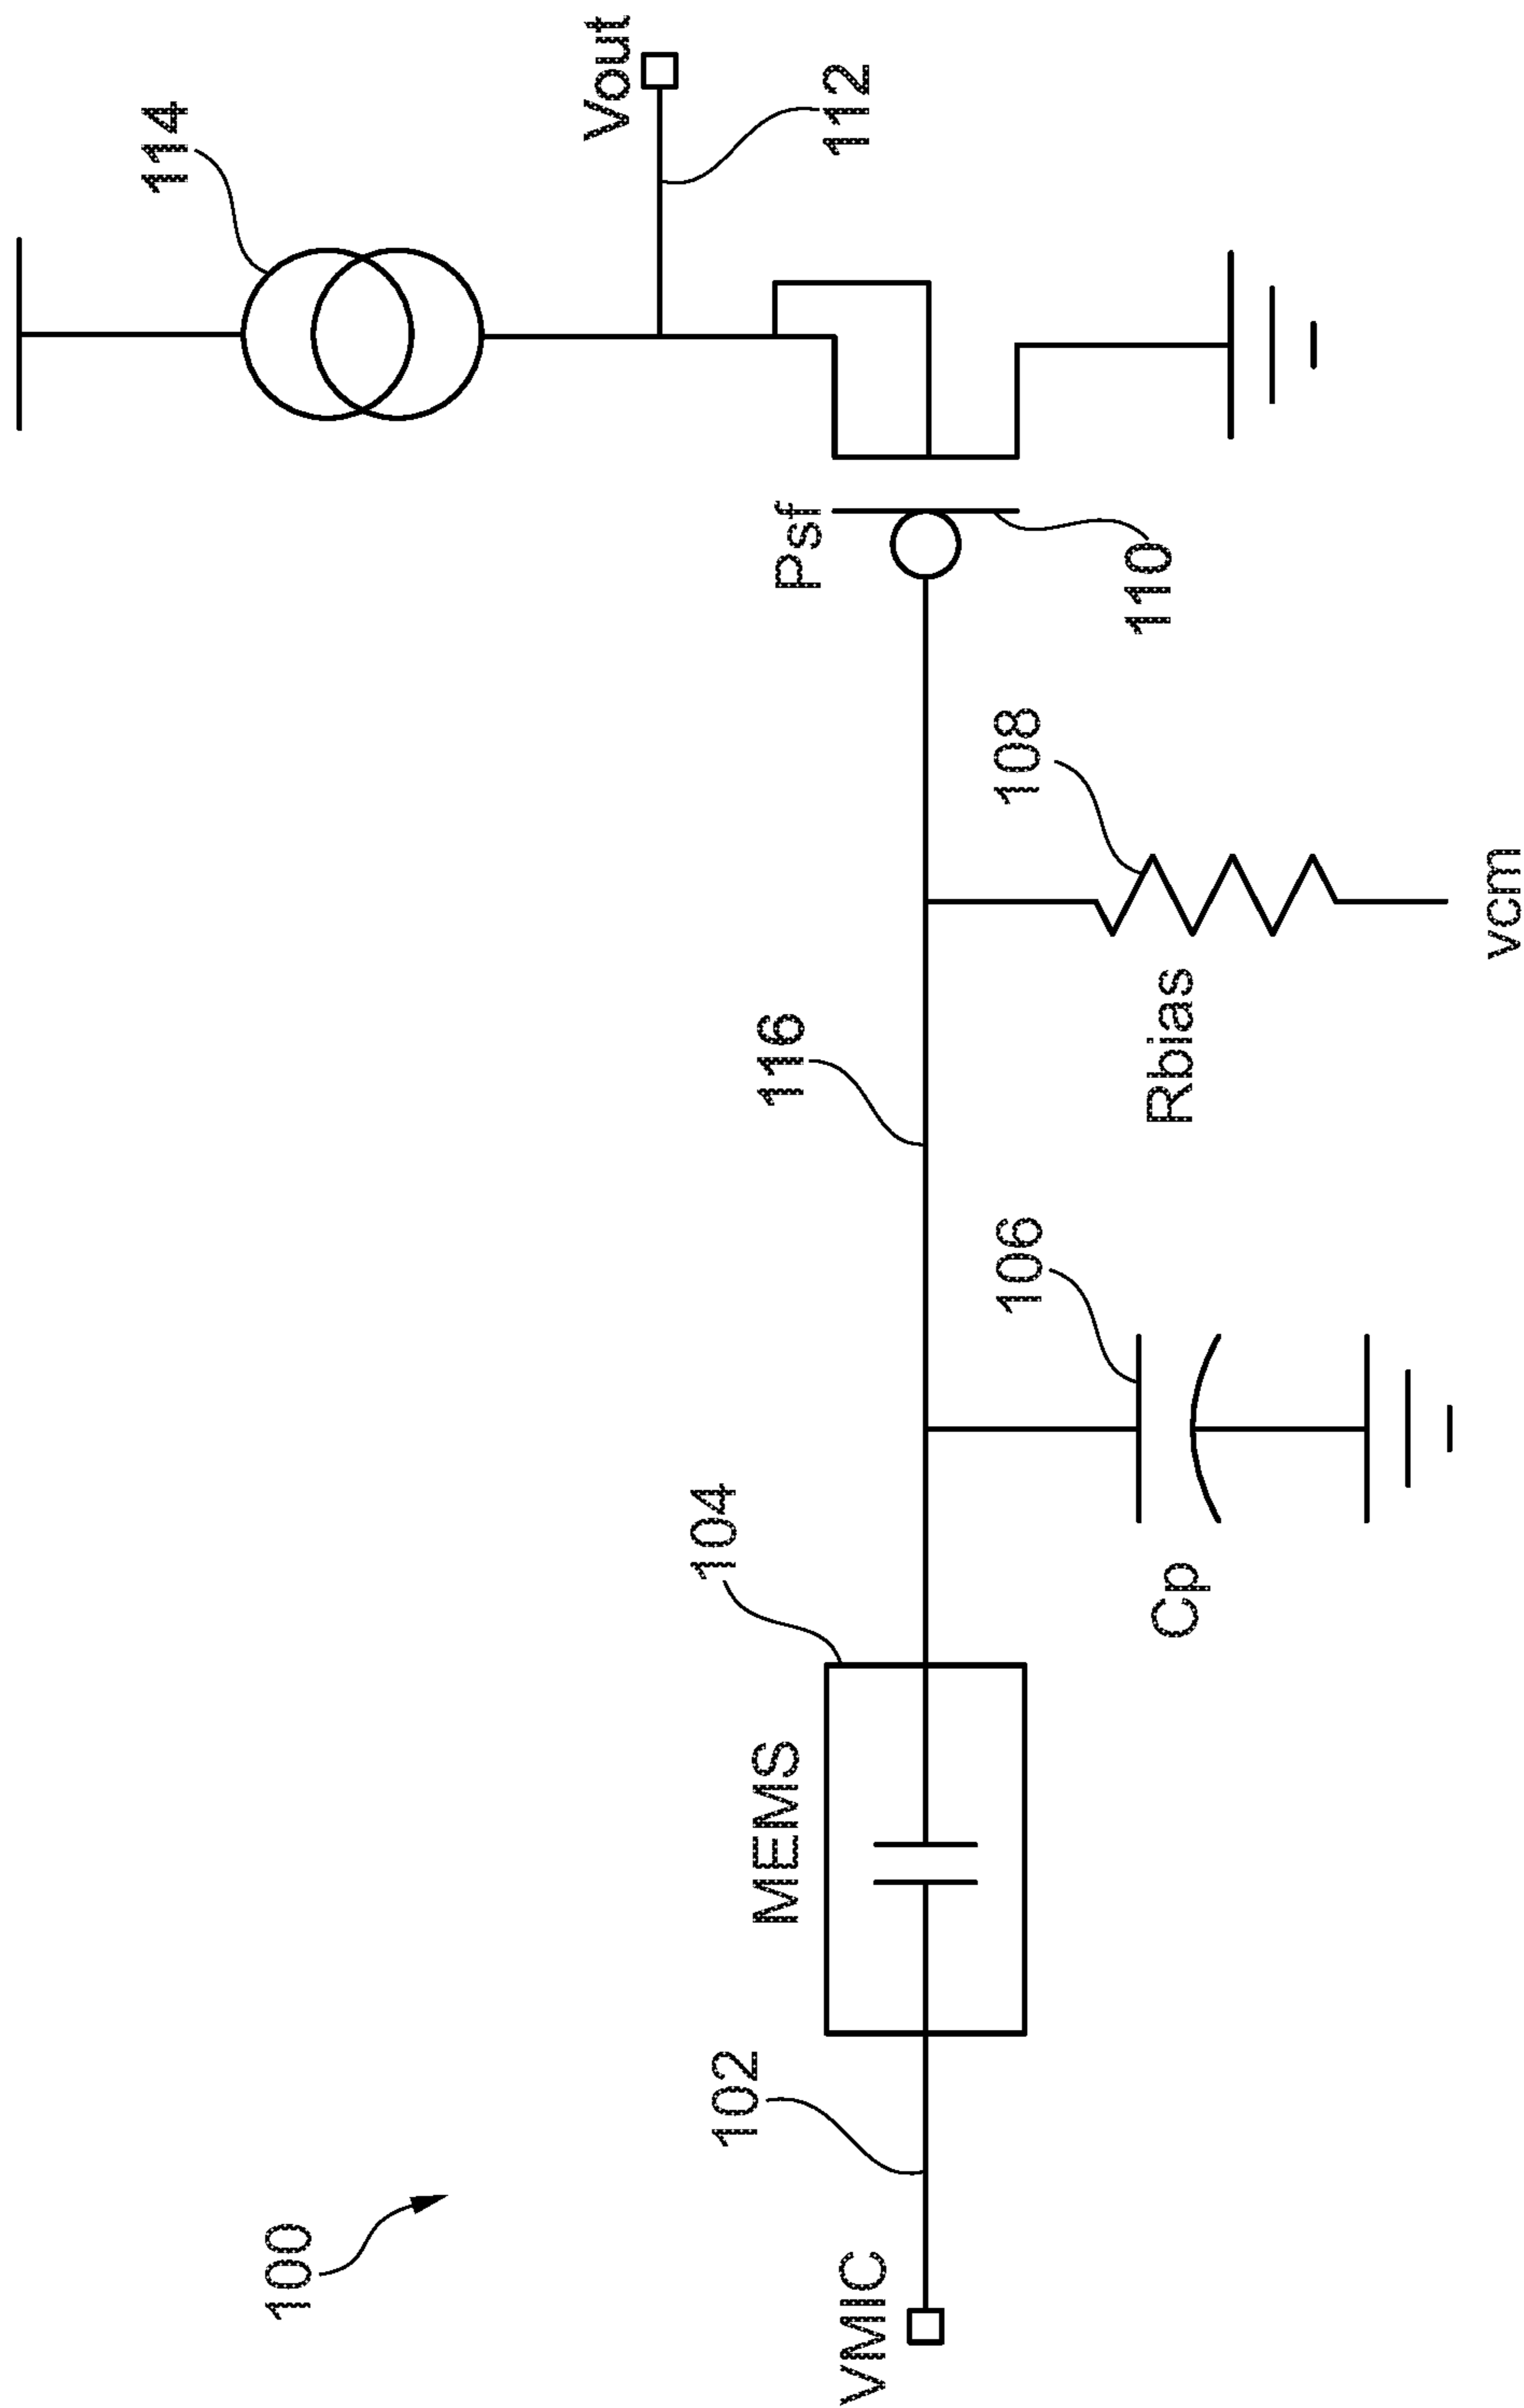 100
VMIC
102
MEMS
104
Cp
106
116
Rbias
108
vcm
Psf
110
114
Vout
112